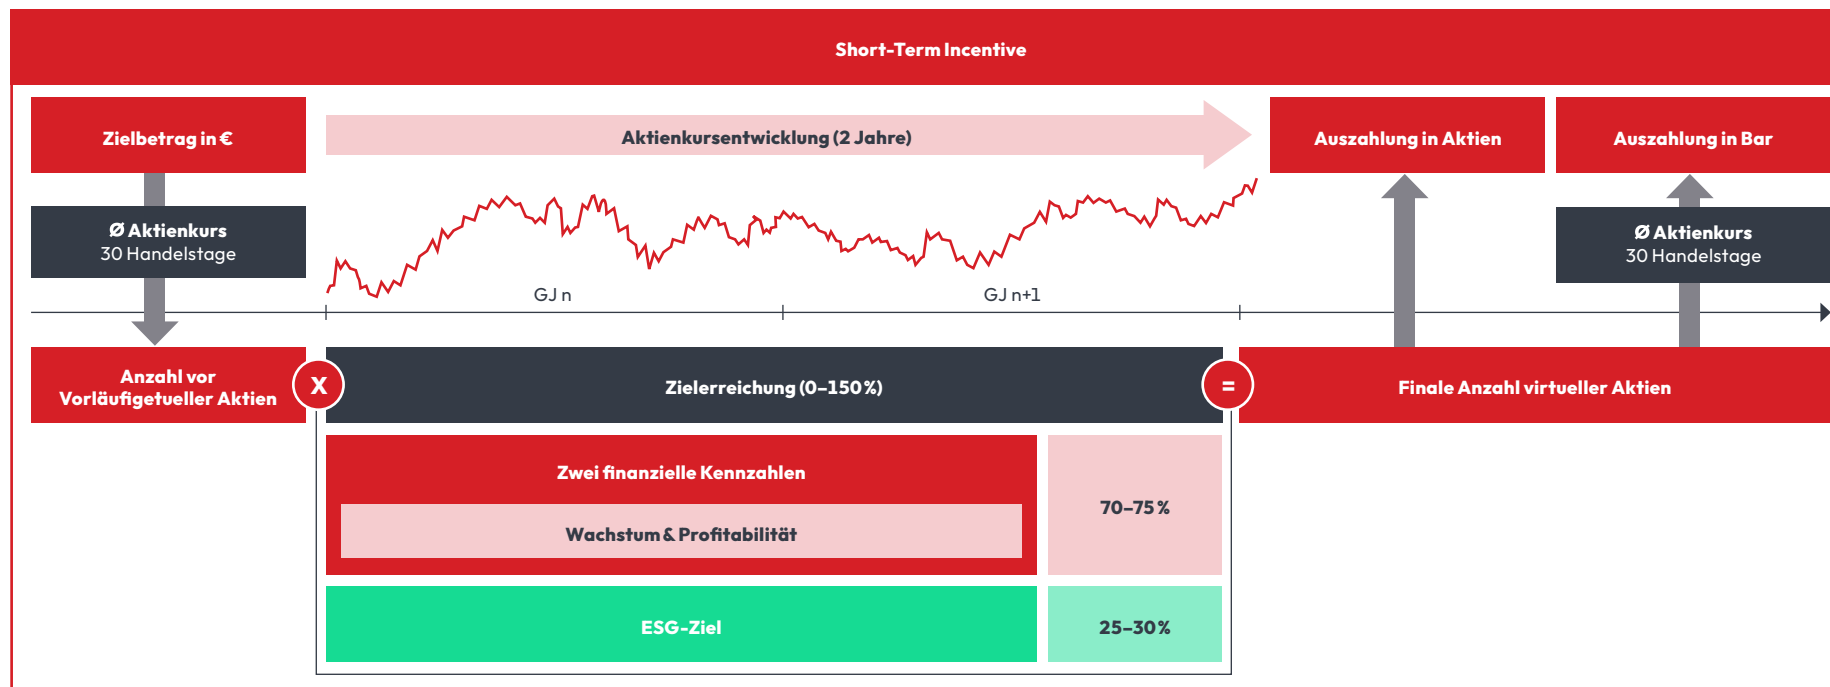 Short-Term Incentive
Zielbetrag in €
Aktienkursentwicklung (2 Jahre)
Auszahlung in Aktien
Auszahlung in Bar
Ø Aktienkurs
30 Handelstage
Ø Aktienkurs
30 Handelstage
GJ n
GJ n+1
Anzahl vor
Vorläufigetueller Aktien
X
Zielerreichung (0–150 %)
=
Finale Anzahl virtueller Aktien
Zwei finanzielle Kennzahlen
Wachstum & Profitabilität
70–75 %
ESG-Ziel
25–30 %